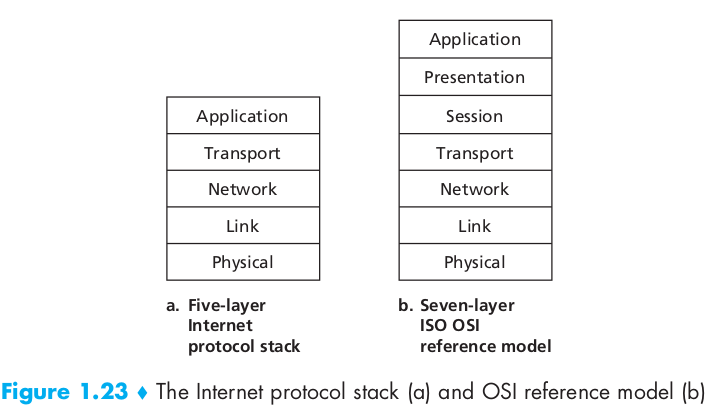 Application
Transport
Network
Link
Physical
a. Five-layer
Internet
protocol stack
Application
Presentation
Session
Transport
Network
Link
Physical
b. Seven-layer
ISO OSI
reference model
Figure 1.23 ♦ The Internet protocol stack (a) and OSI reference model (b)